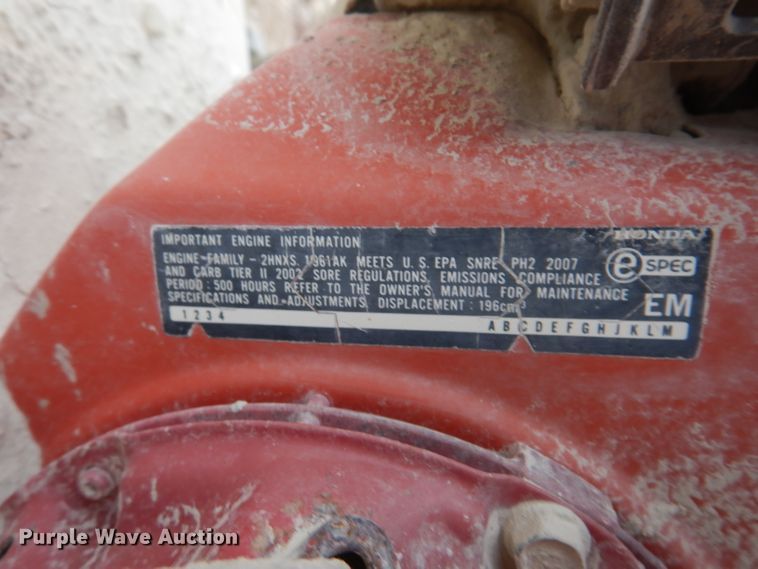 HONDA
IMPORTANT ENGINE INFORMATION
ENGINE-FAMILY - 2HNXS. 1961AK MEETS U.S. EPA SNRE PH2 2007
AND CARB TIER II 2002 SORE REGULATIONS. EMISSIONS COMPLIANCE
PERIOD: 500 HOURS REFER TO THE OWNER'S MANUAL FOR MAINTENANCE
SPECIFICATIONS AND ADJUSTMENTS. DISPLACEMENT: 196cm³
e SPEC
EM
1 2 3 4 A B C D E F G H J K L M
Purple Wave Auction